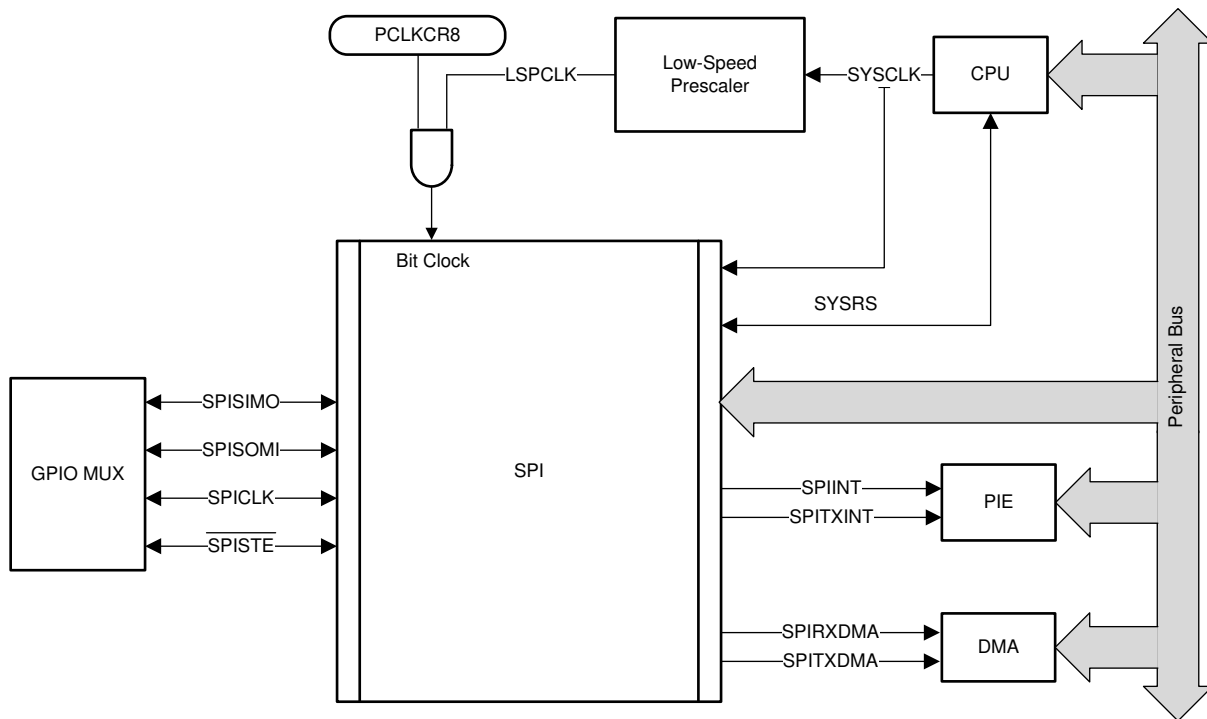 PCLKCR8
LSPCLK
Low-Speed
Prescaler
SYSCLK
CPU
Bit Clock
SYSRS
Peripheral Bus
GPIO MUX
SPISIMO
SPISOMI
SPICLK
SPISTE
SPI
SPIINT
SPITXINT
PIE
SPIRXDMA
SPITXDMA
DMA